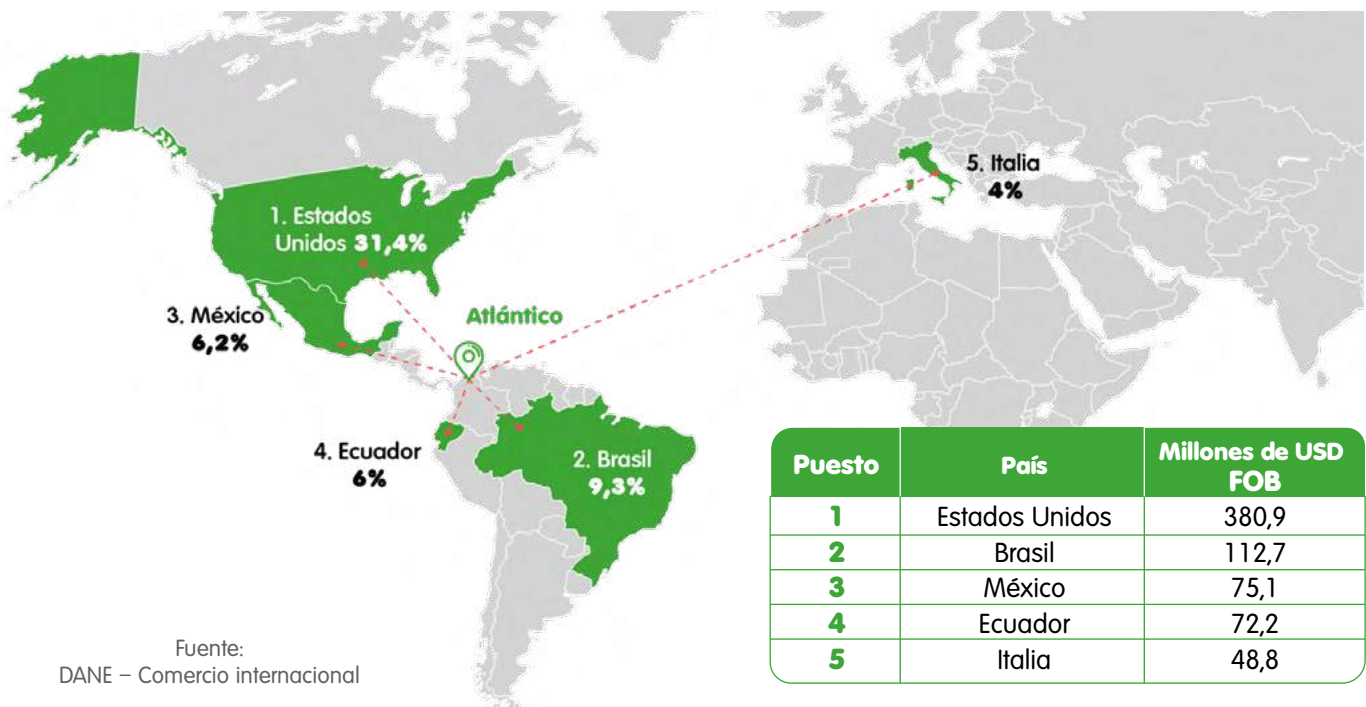 1. Estados
Unidos 31,4%
5. Italia
4%
3. México
6,2%
Atlántico
4. Ecuador
6%
2. Brasil
9,3%
Puesto País Millones de USD
FOB
1 Estados Unidos 380,9
2 Brasil 112,7
3 México 75,1
4 Ecuador 72,2
5 Italia 48,8
Fuente:
DANE – Comercio internacional